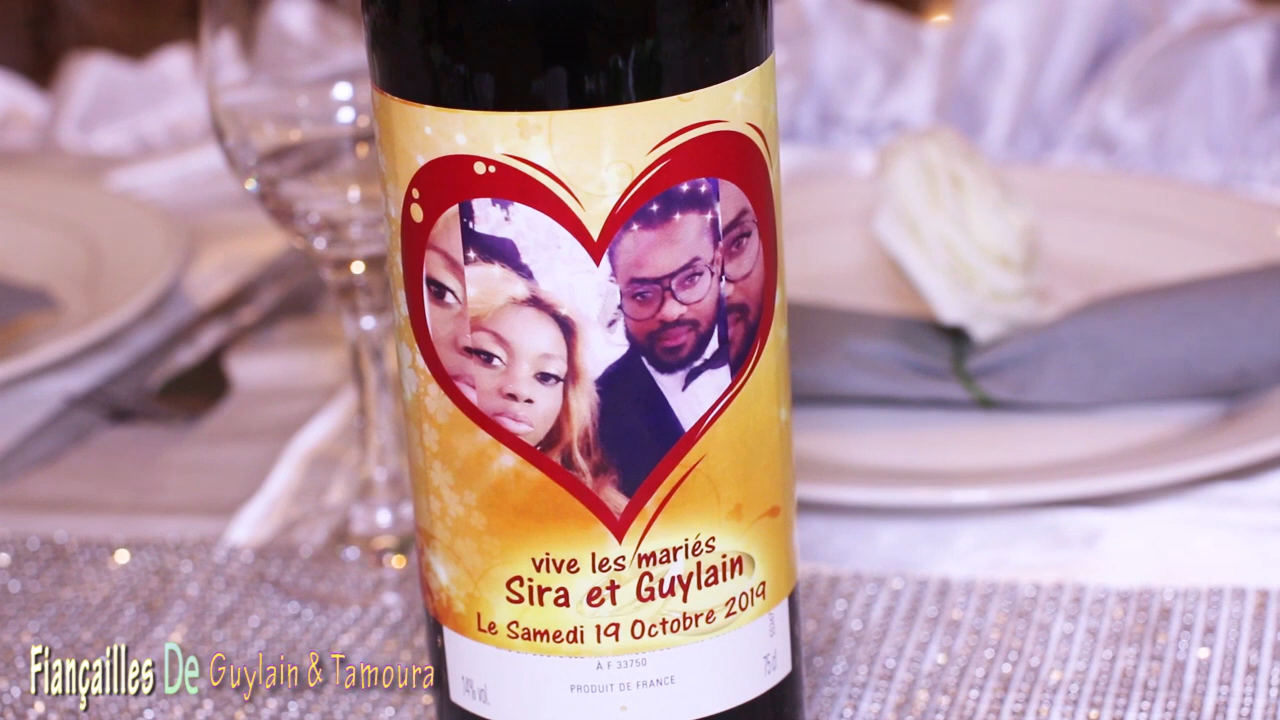 vive les mariés
Sira et Guylain
Le Samedi 19 Octobre 2019
À F 33750
PRODUIT DE FRANCE
14% vol.
75cl
Fiançailles De Guylain & Tamoura